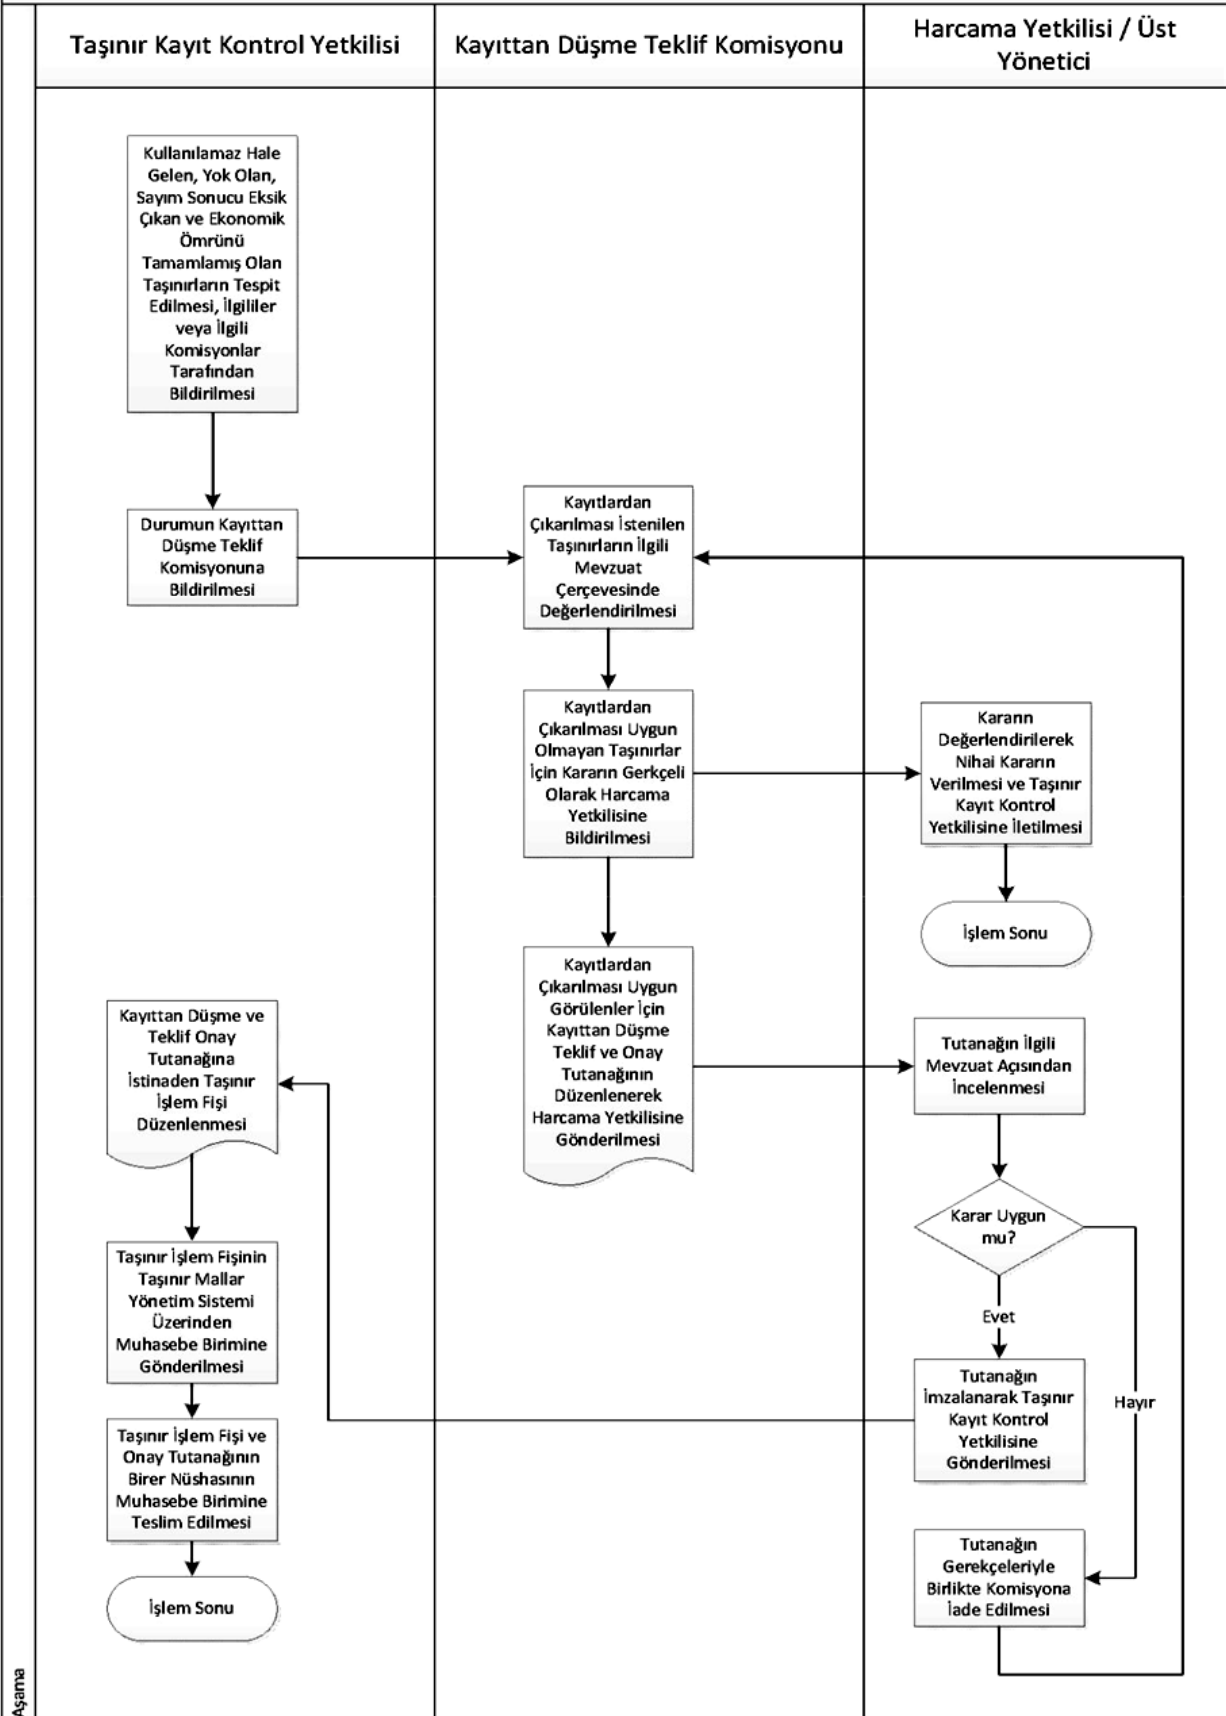 Taşınır Kayıt Kontrol Yetkilisi
Kayıttan Düşme Teklif Komisyonu
Harcama Yetkilisi / Üst
Yönetici
Kullanılamaz Hale
Gelen, Yok Olan,
Sayım Sonucu Eksik
Çıkan ve Ekonomik
Ömrünü
Tamamlamış Olan
Taşınırların Tespit
Edilmesi, İlgililer
veya İlgili
Komisyonlar
Tarafından
Bildirilmesi
Durumun Kayıttan
Düşme Teklif
Komisyonuna
Bildirilmesi
Kayıtlardan
Çıkarılması İstenilen
Taşınırların İlgili
Mevzuat
Çerçevesinde
Değerlendirilmesi
Kayıtlardan
Çıkarılması Uygun
Olmayan Taşınırlar
İçin Kararın Gerkçeli
Olarak Harcama
Yetkilisine
Bildirilmesi
Kararın
Değerlendirilerek
Nihai Kararın
Verilmesi ve Taşınır
Kayıt Kontrol
Yetkilisine İletilmesi
İşlem Sonu
Kayıtlardan
Çıkarılması Uygun
Görülenler İçin
Kayıttan Düşme
Teklif ve Onay
Tutanağının
Düzenlenerek
Harcama Yetkilisine
Gönderilmesi
Tutanağın İlgili
Mevzuat Açısından
İncelenmesi
Karar Uygun
mu?
Evet
Hayır
Tutanağın
İmzalanarak Taşınır
Kayıt Kontrol
Yetkilisine
Gönderilmesi
Tutanağın
Gerekçeleriyle
Birlikte Komisyona
İade Edilmesi
Kayıttan Düşme ve
Teklif Onay
Tutanağına
İstinaden Taşınır
İşlem Fişi
Düzenlenmesi
Taşınır İşlem Fişinin
Taşınır Mallar
Yönetim Sistemi
Üzerinden
Muhasebe Birimine
Gönderilmesi
Taşınır İşlem Fişi ve
Onay Tutanağının
Birer Nüshasının
Muhasebe Birimine
Teslim Edilmesi
İşlem Sonu
Aşama